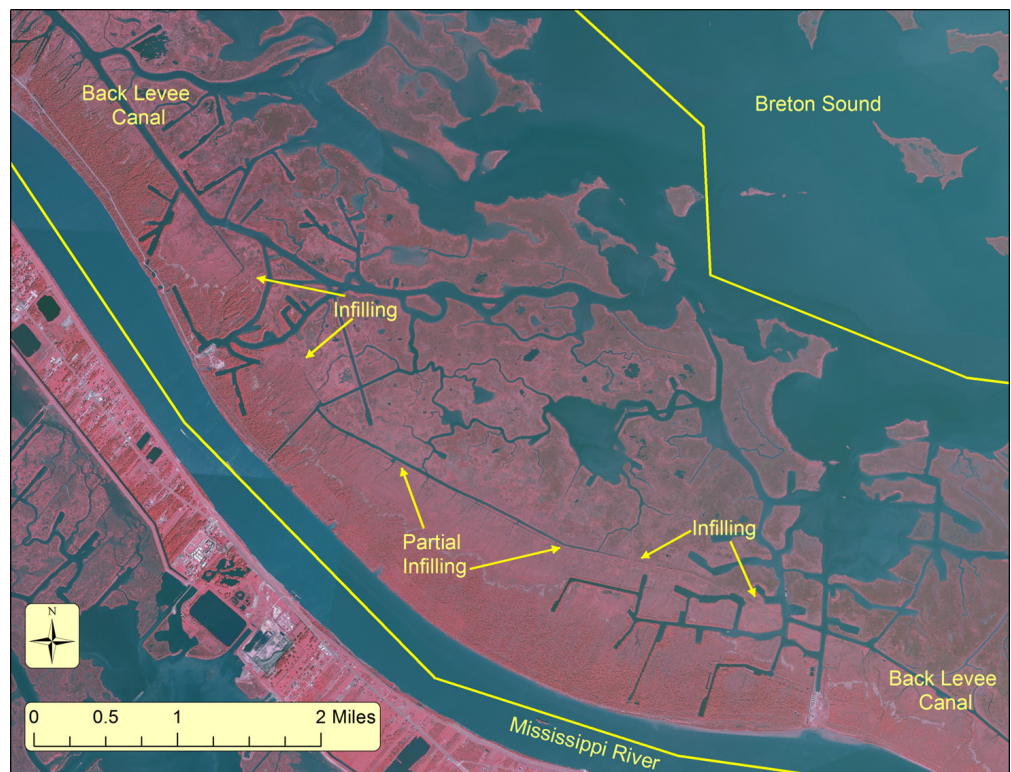 Back Levee
Canal
Breton Sound
Infilling
Partial
Infilling
Infilling
N
Back Levee
Canal
0 0.5 1 2 Miles
Mississippi River